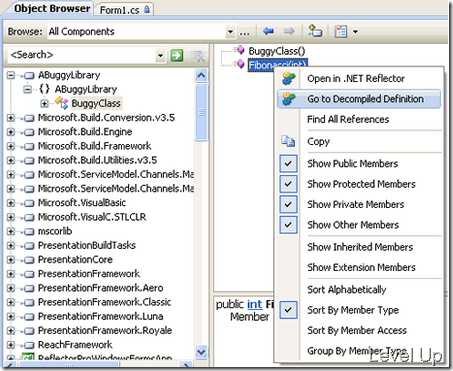 Object Browser Form1.cs
Browse: All Components ...
<Search>
ABuggyLibrary
{} ABuggyLibrary
BuggyClass
Microsoft.Build.Conversion.v3.5
Microsoft.Build.Engine
Microsoft.Build.Framework
Microsoft.Build.Utilities.v3.5
Microsoft.ServiceModel.Channels.Ma
Microsoft.ServiceModel.Channels.Ma
Microsoft.VisualBasic
Microsoft.VisualC.STLCLR
mscorlib
PresentationBuildTasks
PresentationCore
PresentationFramework
PresentationFramework.Aero
PresentationFramework.Classic
PresentationFramework.Luna
PresentationFramework.Royale
ReachFramework
ReflectorProWindowsFormsApp
BuggyClass()
Fibonacci(int)
Open in .NET Reflector
Go to Decompiled Definition
Find All References
Copy
Show Public Members
Show Protected Members
Show Private Members
Show Other Members
Show Inherited Members
Show Extension Members
Sort Alphabetically
Sort By Member Type
Sort By Member Access
Group By Member Type
public int Fi
Member
Level Up